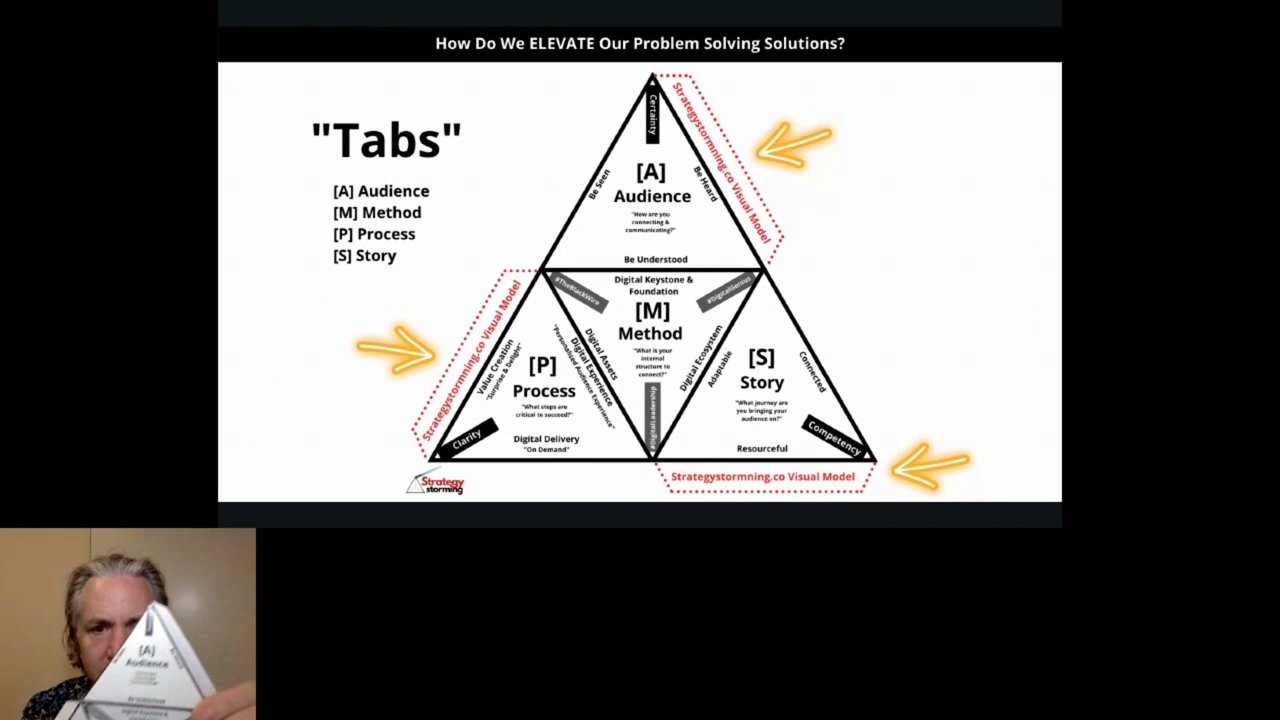 How Do We ELEVATE Our Problem Solving Solutions?
"Tabs"
[A] Audience
[M] Method
[P] Process
[S] Story
Certainty
Strategystormning.co Visual Model
[A]
Audience
Be Seen
Be Heard
"How are you
connecting &
communicating?"
Be Understood
Digital Keystone &
Foundation
#TheBlackWire
#DigitalGenius
[M]
Method
"What is your
internal
structure to
connect?"
#DigitalLeadership
Digital Assets
Digital Ecosystem
Strategystormning.co Visual Model
Value Creation
"Surprise & Delight"
[P]
Process
"What steps are
critical to succeed?"
Digital Experience
"Personalised Audience Experience"
Clarity
Digital Delivery
"On Demand"
Adaptable
[S]
Story
Connected
"What journey are
you bringing your
audience on?"
Competency
Resourceful
Strategystormning.co Visual Model
Strategy
storming
[A]
Audience